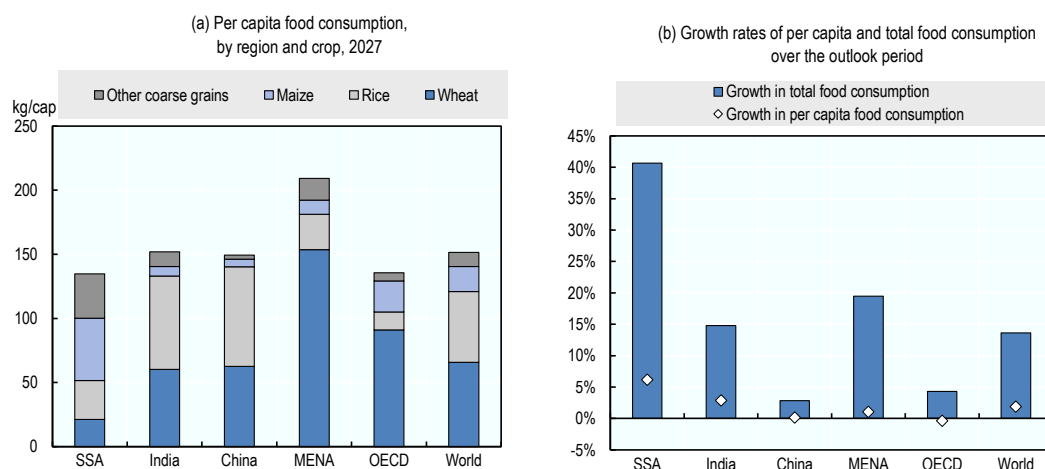 (a) Per capita food consumption,
by region and crop, 2027
Other coarse grains Maize Rice Wheat
kg/cap
250
200
150
100
50
0
SSA India China MENA OECD World
(b) Growth rates of per capita and total food consumption
over the outlook period
Growth in total food consumption
Growth in per capita food consumption
45%
40%
35%
30%
25%
20%
15%
10%
5%
0%
-5%
SSA India China MENA OECD World